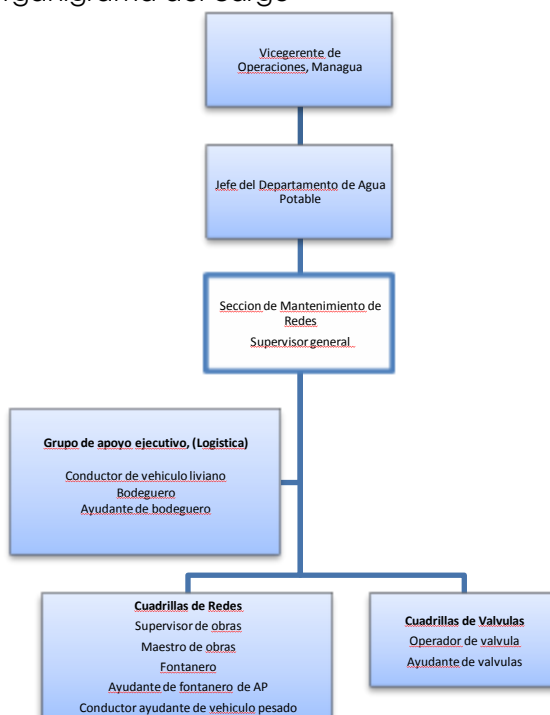 Organigrama del cargo
Vicegerente de
Operaciones, Managua
Jefe del Departamento de Agua
Potable
Seccion de Mantenimiento de
Redes
Supervisor general
Grupo de apoyo ejecutivo, (Logistica)
Conductor de vehiculo liviano
Bodeguero
Ayudante de bodeguero
Cuadrillas de Redes
Supervisor de obras
Maestro de obras
Fontanero
Ayudante de fontanero de AP
Conductor ayudante de vehiculo pesado
Cuadrillas de Valvulas
Operador de valvula
Ayudante de valvulas